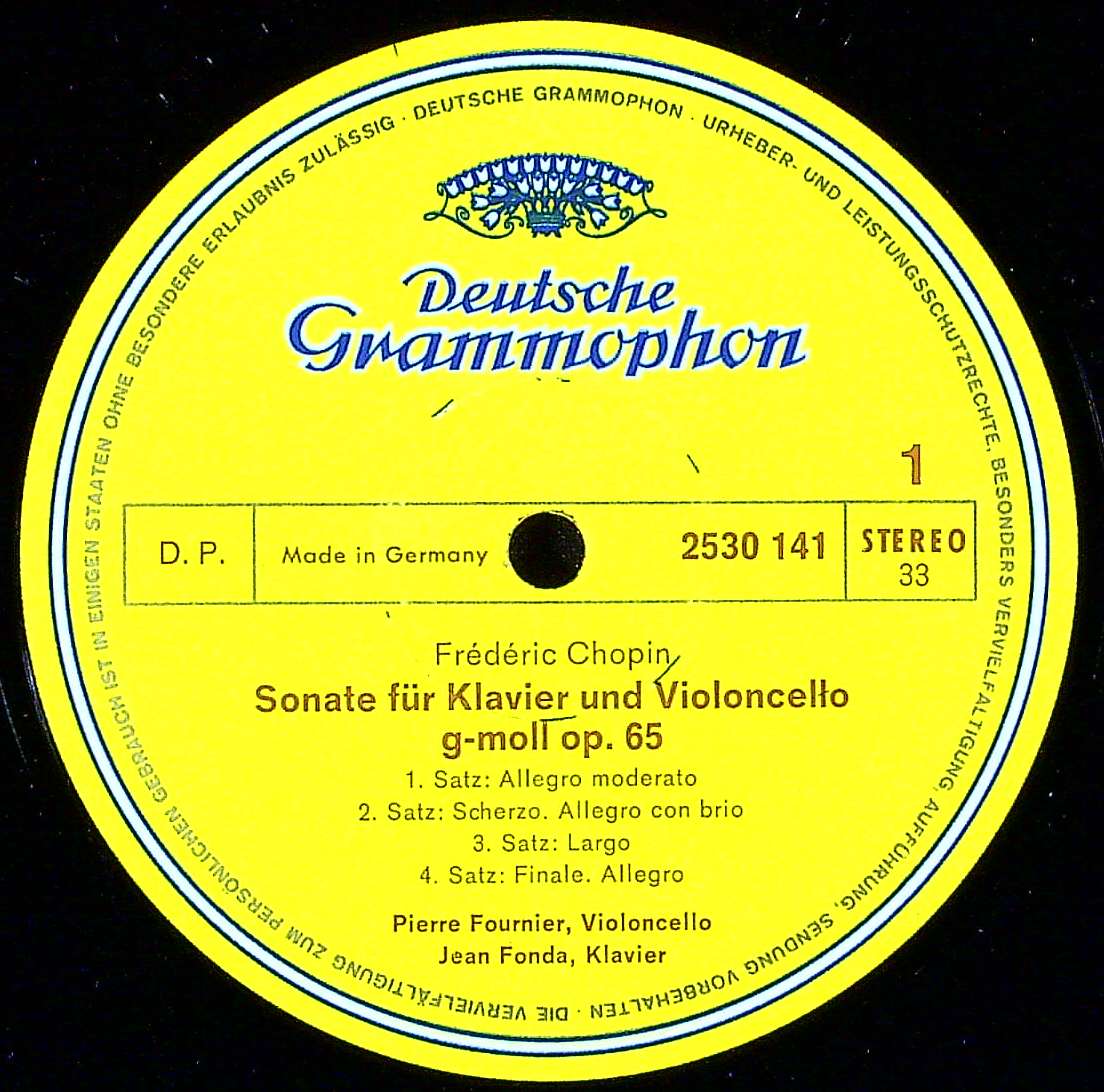 DEUTSCHE GRAMMOPHON · URHEBER- UND LEISTUNGSSCHUTZRECHTE, BESONDERS VERVIELFÄLTIGUNG, AUFFÜHRUNG, SENDUNG VORBEHALTEN · DIE VERVIELFÄLTIGUNG ZUM PERSÖNLICHEN GEBRAUCH IST IN EINIGEN STAATEN OHNE BESONDERE ERLAUBNIS ZULÄSSIG ·
Deutsche
Grammophon
1
D. P. Made in Germany 2530 141 STEREO
33
Frédéric Chopin
Sonate für Klavier und Violoncello
g-moll op. 65
1. Satz: Allegro moderato
2. Satz: Scherzo. Allegro con brio
3. Satz: Largo
4. Satz: Finale. Allegro
Pierre Fournier, Violoncello
Jean Fonda, Klavier